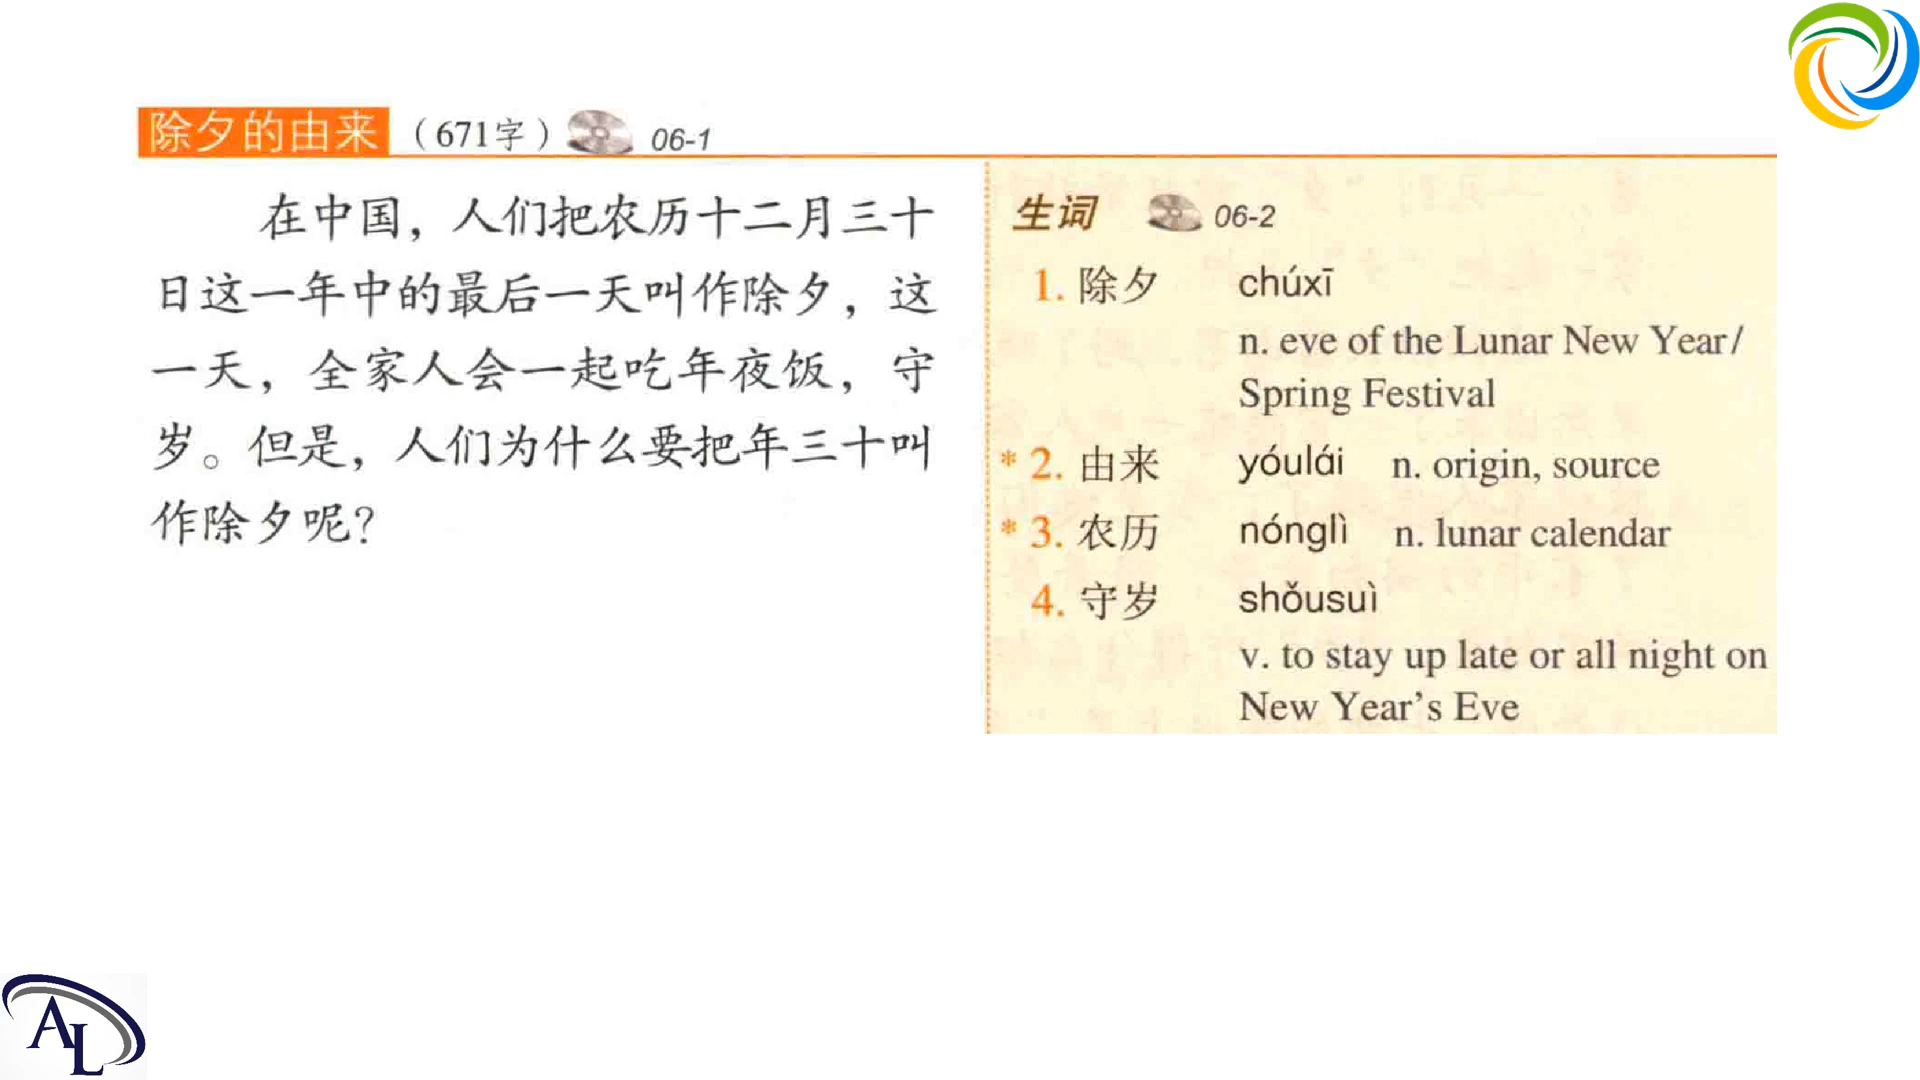 除夕的由来 （671字） 06-1
在中国，人们把农历十二月三十
日这一年中的最后一天叫作除夕，这
一天，全家人会一起吃年夜饭，守
岁。但是，人们为什么要把年三十叫
作除夕呢？
生词 06-2
1. 除夕 chúxī
n. eve of the Lunar New Year/
Spring Festival
* 2. 由来 yóulái n. origin, source
* 3. 农历 nónglì n. lunar calendar
4. 守岁 shǒusuì
v. to stay up late or all night on
New Year's Eve
AL